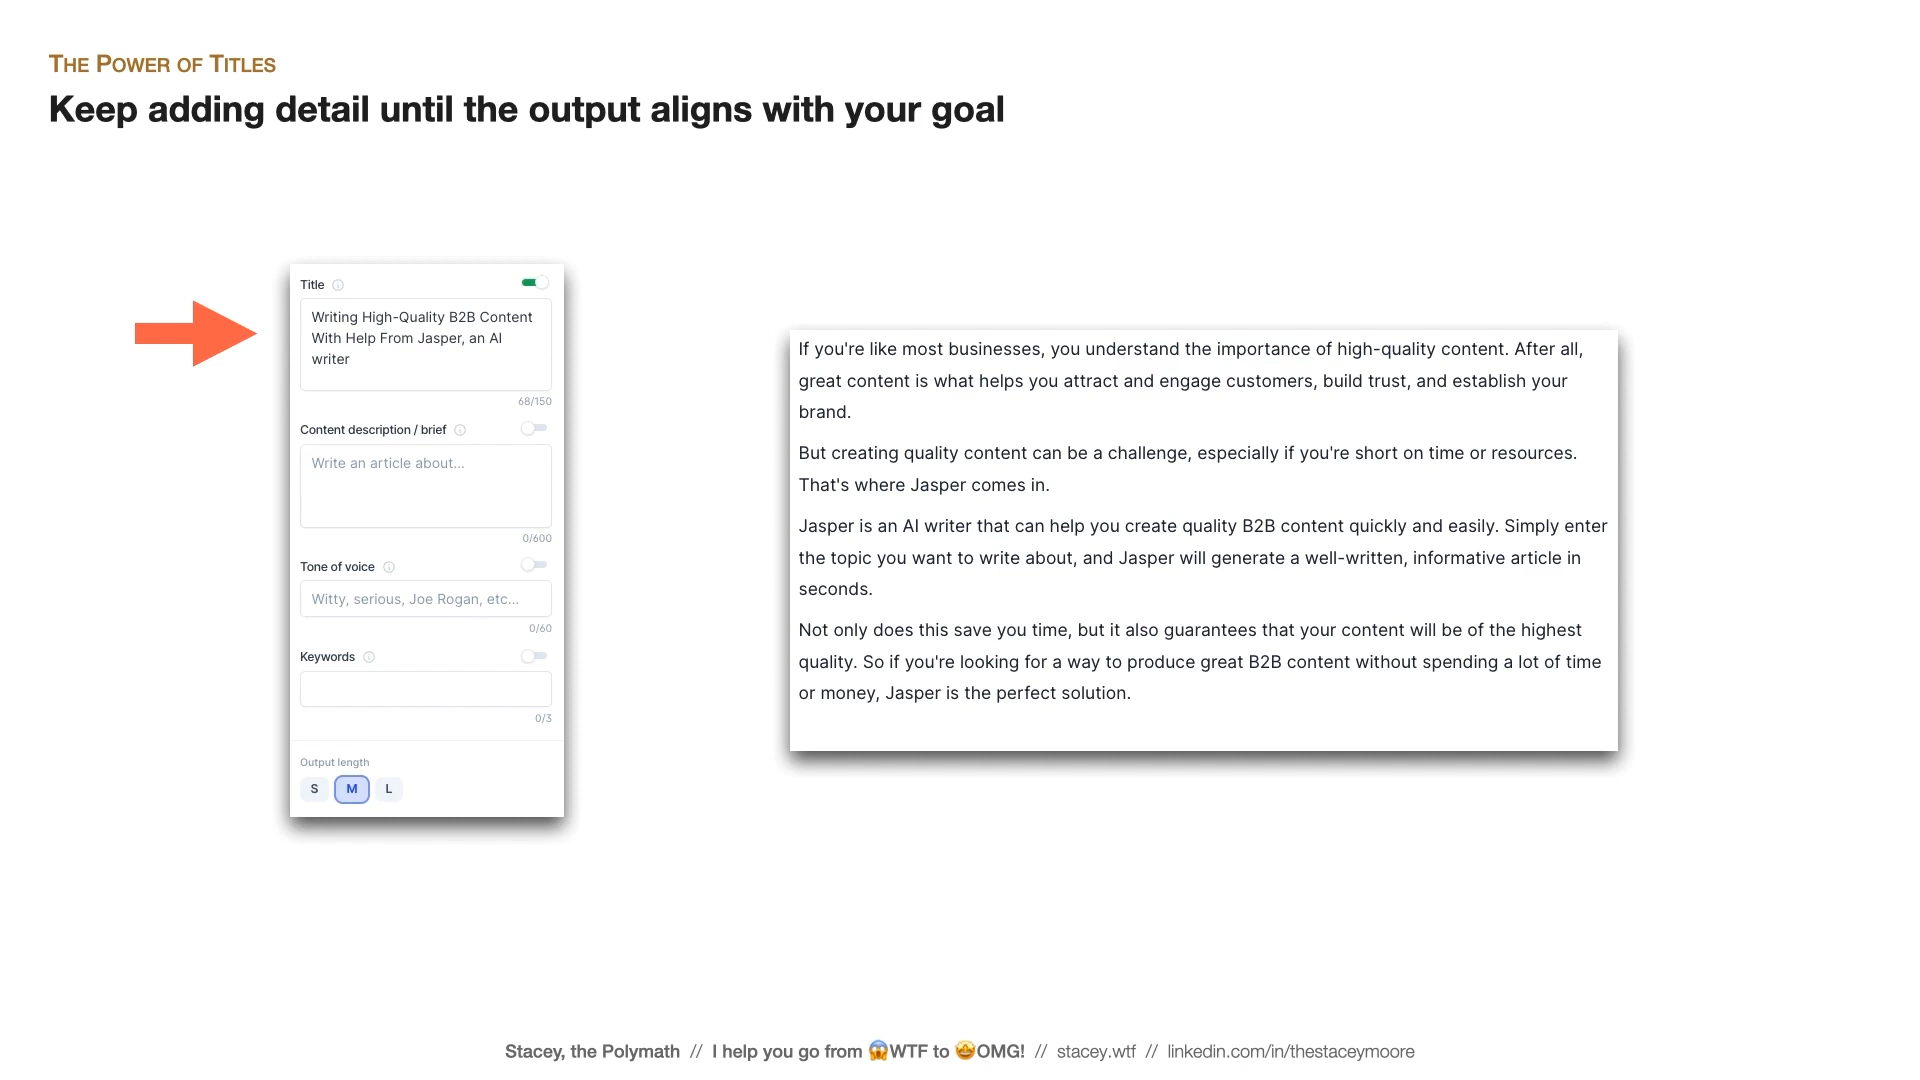 The Power of Titles
Keep adding detail until the output aligns with your goal
Title
Writing High-Quality B2B Content
With Help From Jasper, an AI
writer
68/150
Content description / brief
Write an article about...
0/600
Tone of voice
Witty, serious, Joe Rogan, etc...
0/60
Keywords
0/3
Output length
S M L
If you're like most businesses, you understand the importance of high-quality content. After all,
great content is what helps you attract and engage customers, build trust, and establish your
brand.
But creating quality content can be a challenge, especially if you're short on time or resources.
That's where Jasper comes in.
Jasper is an AI writer that can help you create quality B2B content quickly and easily. Simply enter
the topic you want to write about, and Jasper will generate a well-written, informative article in
seconds.
Not only does this save you time, but it also guarantees that your content will be of the highest
quality. So if you're looking for a way to produce great B2B content without spending a lot of time
or money, Jasper is the perfect solution.
Stacey, the Polymath // I help you go from 😱WTF to 🤩OMG! // stacey.wtf // linkedin.com/in/thestaceymoore